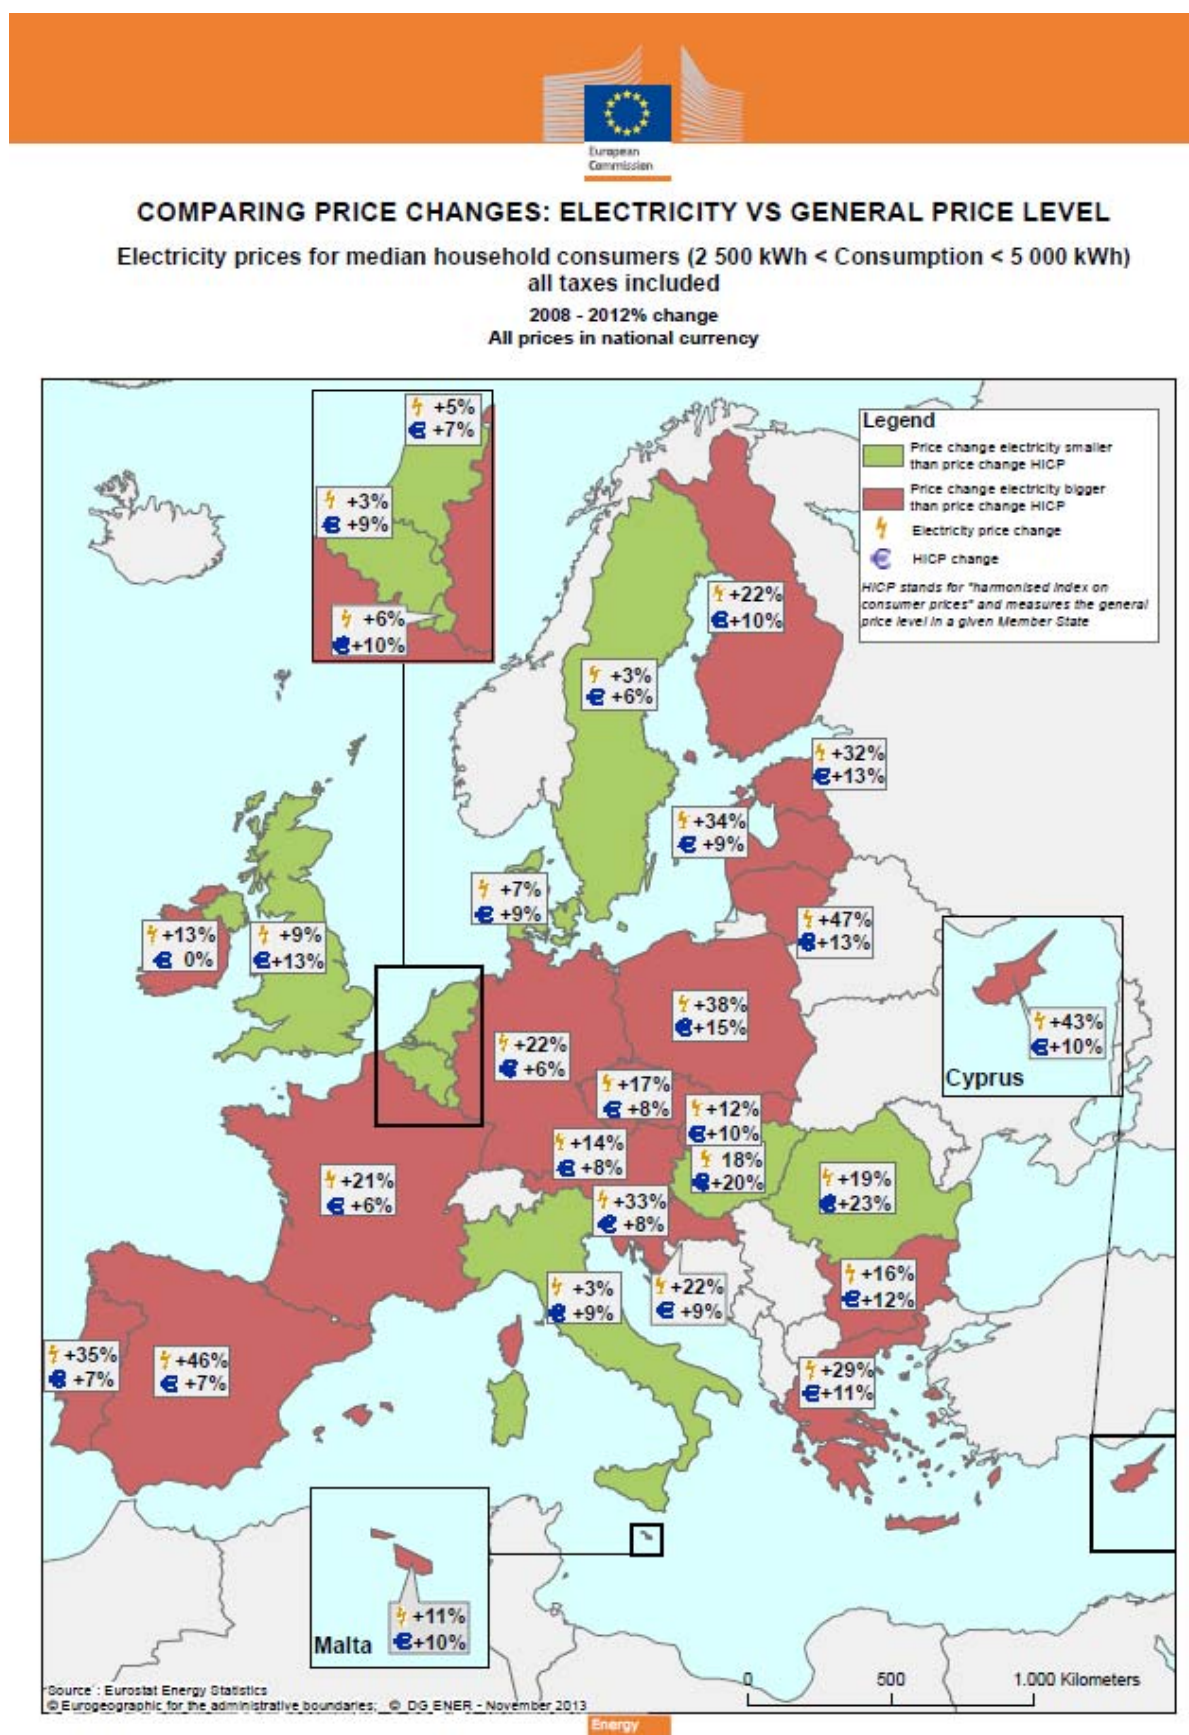 European
Commission
COMPARING PRICE CHANGES: ELECTRICITY VS GENERAL PRICE LEVEL
Electricity prices for median household consumers (2 500 kWh < Consumption < 5 000 kWh)
all taxes included
2008 - 2012% change
All prices in national currency
+5%
+7%
+3%
+9%
+6%
+10%
Legend
Price change electricity smaller
than price change HICP
Price change electricity bigger
than price change HICP
Electricity price change
HICP change
HICP stands for "harmonised Index on
consumer prices" and measures the general
price level in a given Member State
+22%
+10%
+3%
+6%
+32%
+13%
+34%
+9%
+7%
+9%
+13%
0%
+9%
+13%
+47%
+13%
+38%
+15%
+22%
+6%
+43%
+10%
Cyprus
+17%
+8%
+12%
+10%
+14%
+8%
18%
+20%
+21%
+6%
+19%
+23%
+33%
+8%
+3%
+9%
+22%
+9%
+16%
+12%
+35%
+7%
+46%
+7%
+29%
+11%
+11%
+10%
Malta
0 500 1.000 Kilometers
Source : Eurostat Energy Statistics
© Eurogeographic for the administrative boundaries; © DG ENER - November 2013
Energy